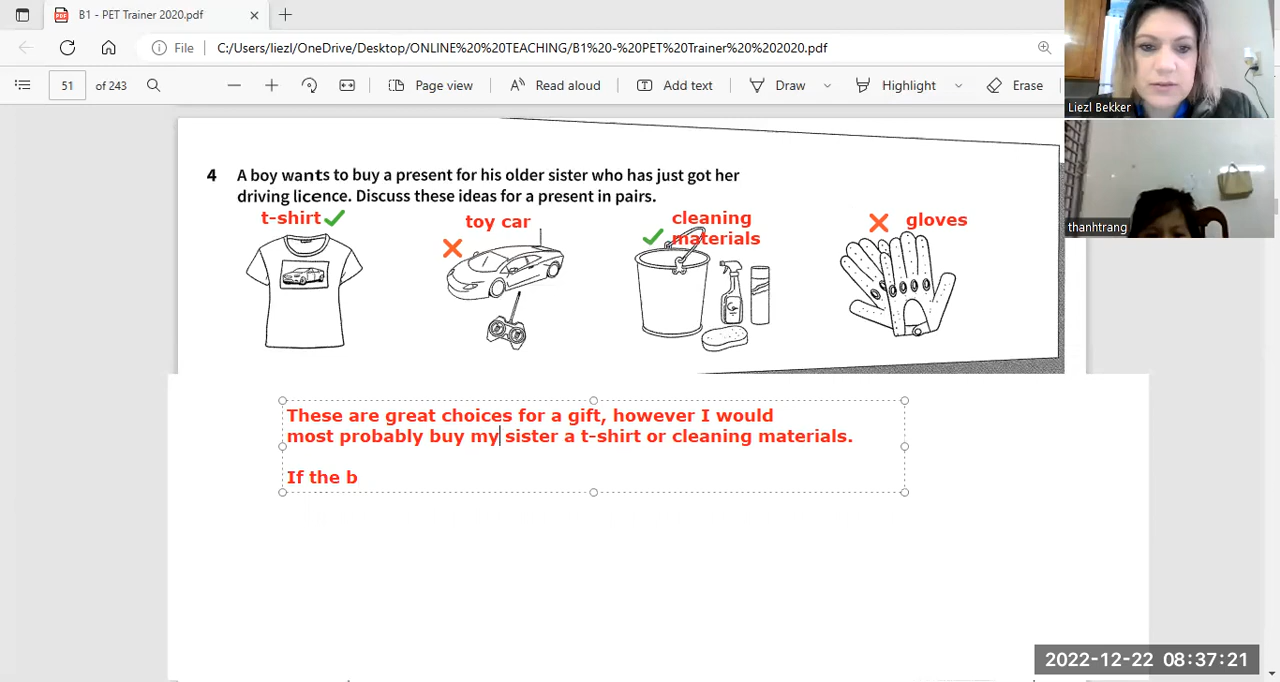 B1 - PET Trainer 2020.pdf
File C:/Users/liezl/OneDrive/Desktop/ONLINE%20%20TEACHING/B1%20-%20PET%20Trainer%20%202020.pdf
51 of 243 Page view Read aloud Add text Draw Highlight Erase
Liezl Bekker
thanhtrang
4 A boy wants to buy a present for his older sister who has just got her
driving licence. Discuss these ideas for a present in pairs.
t-shirt toy car cleaning materials gloves
These are great choices for a gift, however I would
most probably buy my sister a t-shirt or cleaning materials.
If the b
2022-12-22 08:37:21